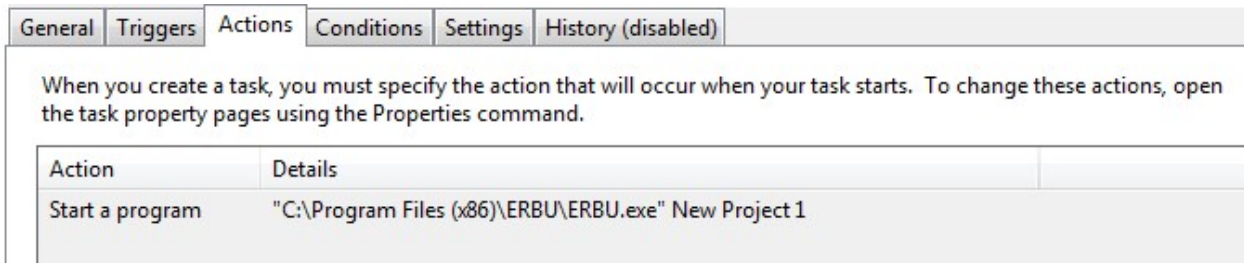 General Triggers Actions Conditions Settings History (disabled)
When you create a task, you must specify the action that will occur when your task starts. To change these actions, open
the task property pages using the Properties command.
Action Details
Start a program "C:\Program Files (x86)\ERBU\ERBU.exe" New Project 1